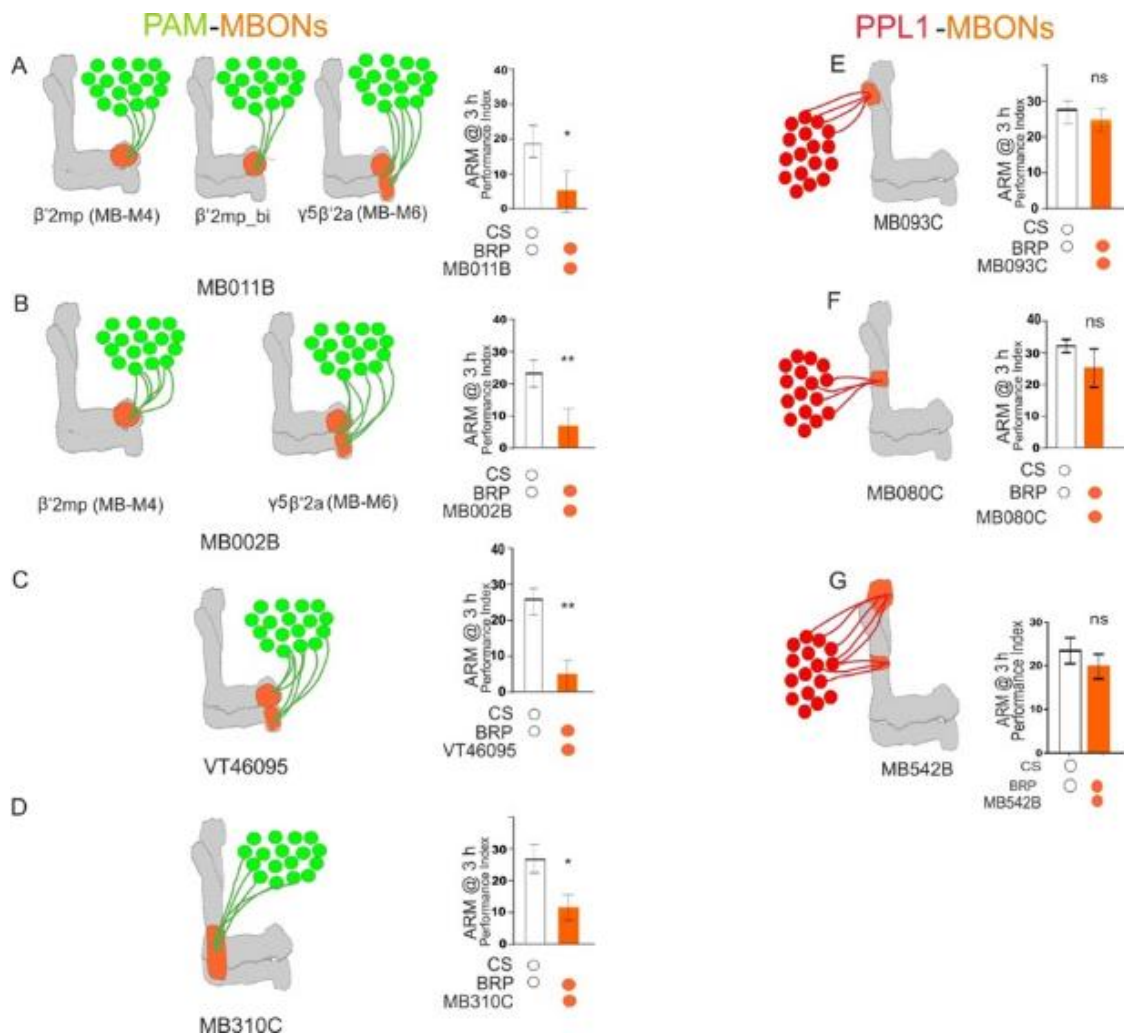 PAM-MBONs
A
β'2mp (MB-M4)
β'2mp_bi
γ5β'2a (MB-M6)
MB011B
ARM @ 3 h
Performance Index
40
30
20
10
0
*
CS
BRP
MB011B
B
β'2mp (MB-M4)
γ5β'2a (MB-M6)
MB002B
ARM @ 3 h
Performance Index
40
30
20
10
0
**
CS
BRP
MB002B
C
VT46095
ARM @ 3 h
Performance Index
40
30
20
10
0
**
CS
BRP
VT46095
D
MB310C
ARM @ 3 h
Performance Index
30
20
10
0
*
CS
BRP
MB310C
PPL1-MBONs
E
MB093C
ARM @ 3 h
Performance Index
30
20
10
0
ns
CS
BRP
MB093C
F
MB080C
ARM @ 3 h
Performance Index
40
30
20
10
0
ns
CS
BRP
MB080C
G
MB542B
ARM @ 3 h
Performance Index
30
20
10
0
ns
CS
BRP
MB542B